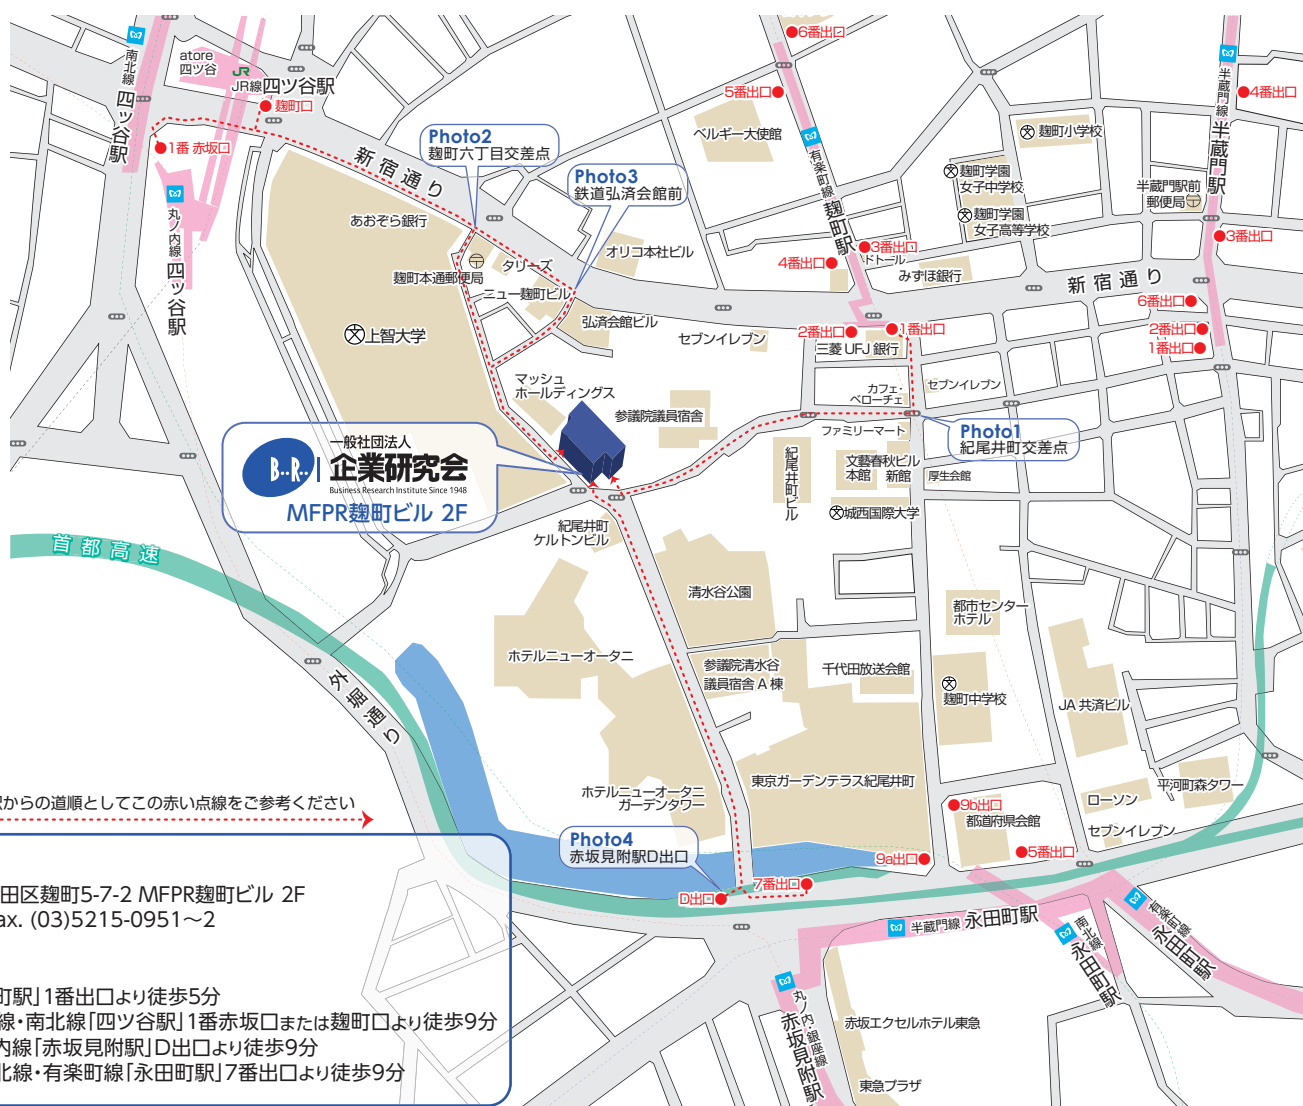 南北線
四ツ谷駅
atore
四ツ谷
JR
JR線 四ツ谷駅
麹町口
1番 赤坂口
丸ノ内線
四ツ谷駅
Photo2
麹町六丁目交差点
新宿通り
Photo3
鉄道弘済会館前
あおぞら銀行
麹町本通郵便局
タリーズ
ニュー麹町ビル
オリコ本社ビル
弘済会館ビル
上智大学
セブンイレブン
マッシュ
ホールディングス
参議院議員宿舎
6番出口
5番出口
ベルギー大使館
有楽町線
麹町駅
3番出口
ドトール
4番出口
みずほ銀行
2番出口
1番出口
三菱UFJ銀行
麹町小学校
麹町学園
女子中学校
麹町学園
女子高等学校
半蔵門線
半蔵門駅
4番出口
半蔵門駅前
郵便局
3番出口
新宿通り
6番出口
2番出口
1番出口
カフェ・
ベローチェ
セブンイレブン
ファミリーマート
Photo1
紀尾井町交差点
紀尾井町ビル
文藝春秋ビル
本館
新館
厚生会館
城西国際大学
B..R..
一般社団法人
企業研究会
Business Research Institute Since 1948
MFPR麹町ビル 2F
紀尾井町
ケルトンビル
首都高速
清水谷公園
ホテルニューオータニ
参議院清水谷
議員宿舎 A 棟
千代田放送会館
都市センター
ホテル
麹町中学校
JA共済ビル
外堀通り
東京ガーデンテラス紀尾井町
ホテルニューオータニ
ガーデンタワー
平河町森タワー
ローソン
セブンイレブン
9b出口
都道府県会館
5番出口
9a出口
Photo4
赤坂見附駅D出口
7番出口
D出口
半蔵門線 永田町駅
南北線
永田町駅
有楽町線
永田町駅
丸ノ内・銀座線
赤坂見附駅
赤坂エクセルホテル東急
東急プラザ
からの道順としてこの赤い点線をご参考ください
田区麹町5-7-2 MFPR麹町ビル 2F
ax. (03)5215-0951～2
町駅」1番出口より徒歩5分
線・南北線「四ツ谷駅」1番赤坂口または麹町口より徒歩9分
内線「赤坂見附駅」D出口より徒歩9分
北線・有楽町線「永田町駅」7番出口より徒歩9分